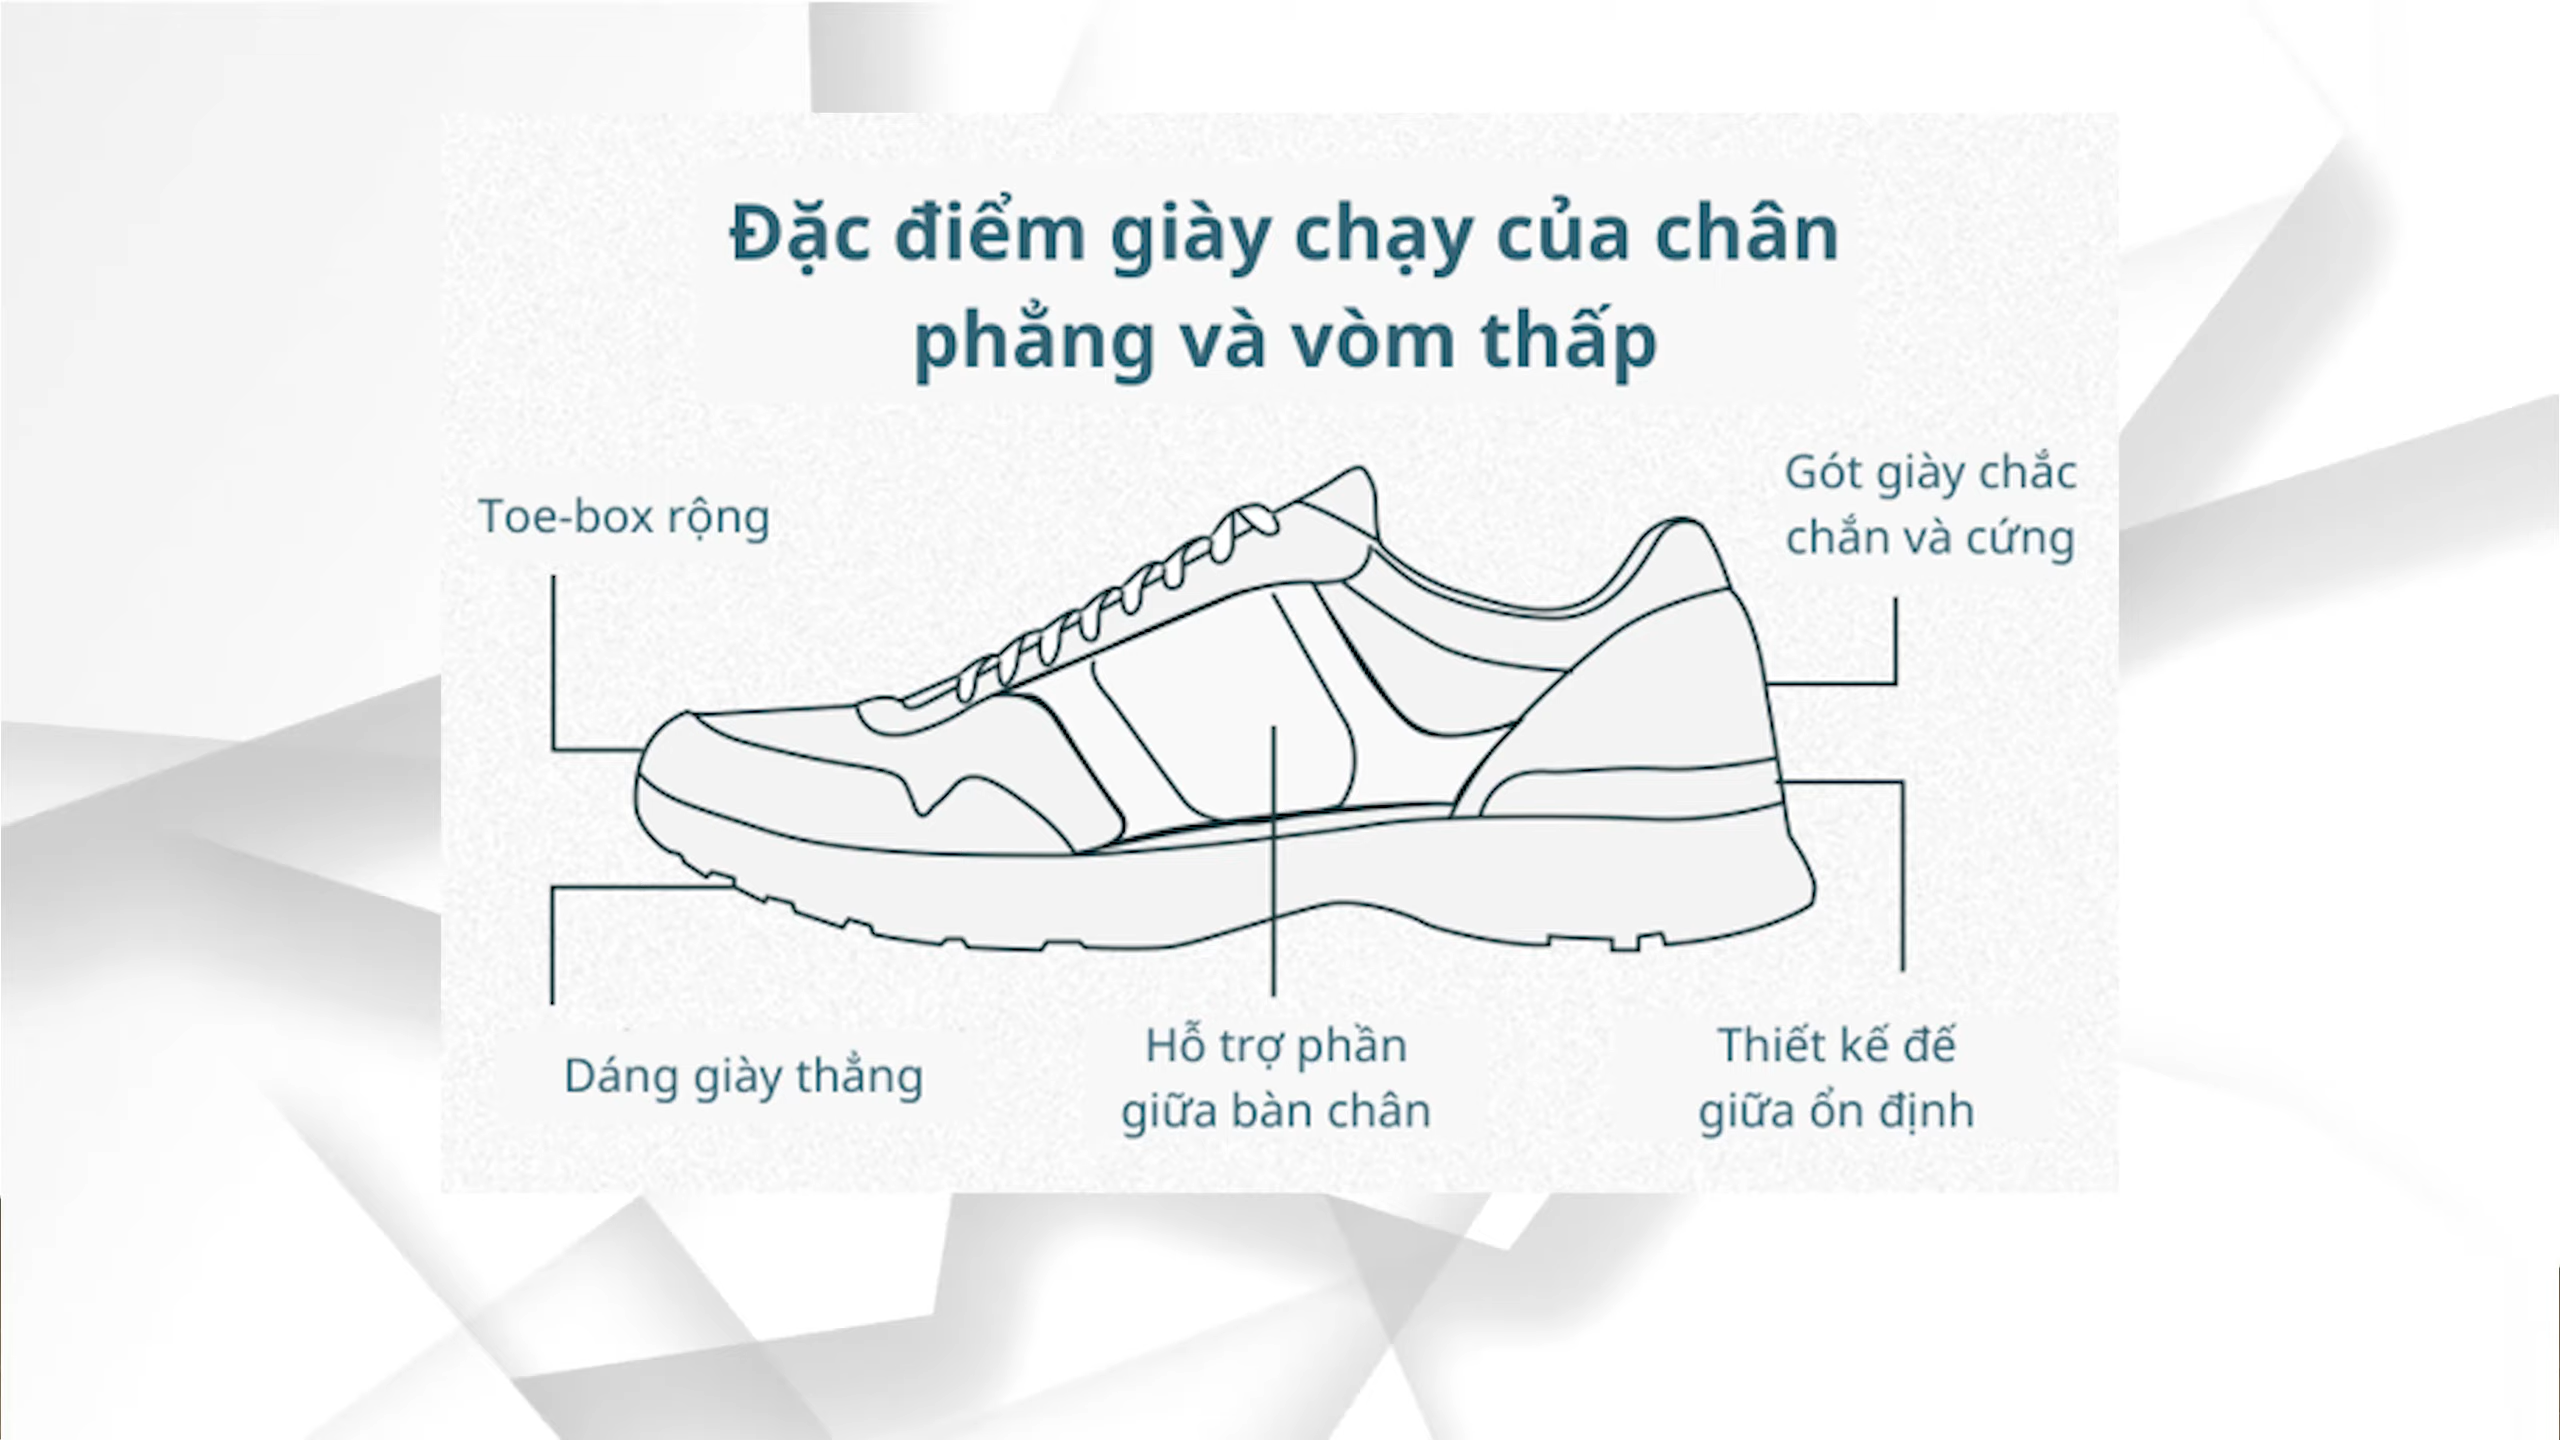 Đặc điểm giày chạy của chân
phẳng và vòm thấp
Toe-box rộng
Gót giày chắc
chắn và cứng
Dáng giày thẳng
Hỗ trợ phần
giữa bàn chân
Thiết kế đế
giữa ổn định